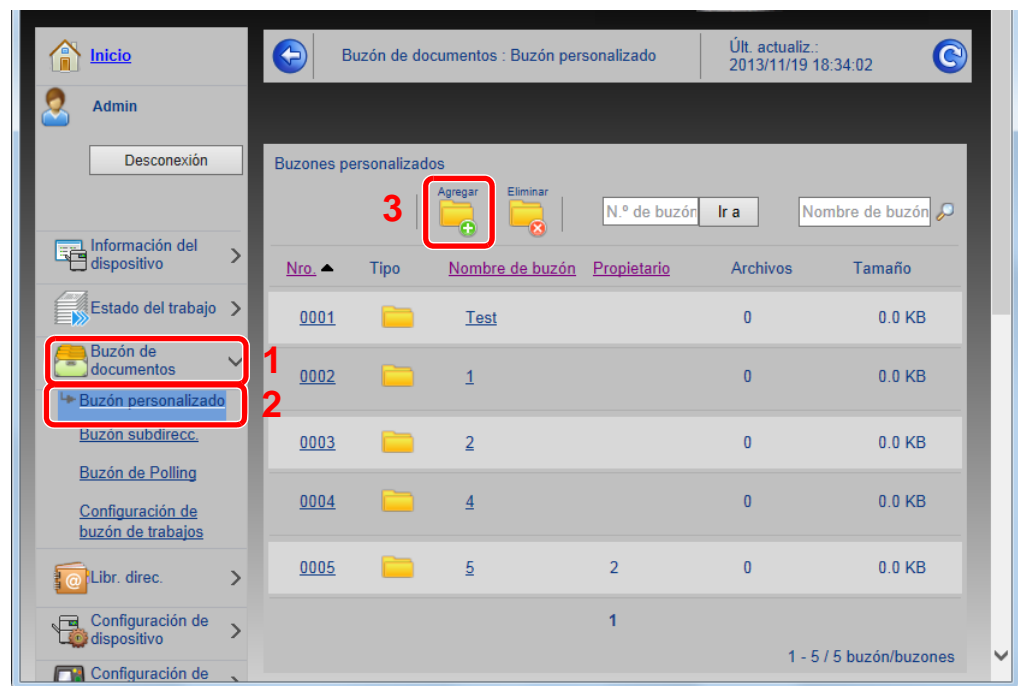 Inicio
Admin
Desconexión
Información del
dispositivo
Estado del trabajo
Buzón de
documentos
1
Buzón personalizado
2
Buzón subdirecc.
Buzón de Polling
Configuración de
buzón de trabajos
Libr. direc.
Configuración de
dispositivo
Configuración de
Buzón de documentos : Buzón personalizado
Últ. actualiz.:
2013/11/19 18:34:02
Buzones personalizados
3 Agregar Eliminar N.º de buzón Ir a Nombre de buzón
Nro. Tipo Nombre de buzón Propietario Archivos Tamaño
0001 Test 0 0.0 KB
0002 1 0 0.0 KB
0003 2 0 0.0 KB
0004 4 0 0.0 KB
0005 5 2 0 0.0 KB
1
1 - 5 / 5 buzón/buzones